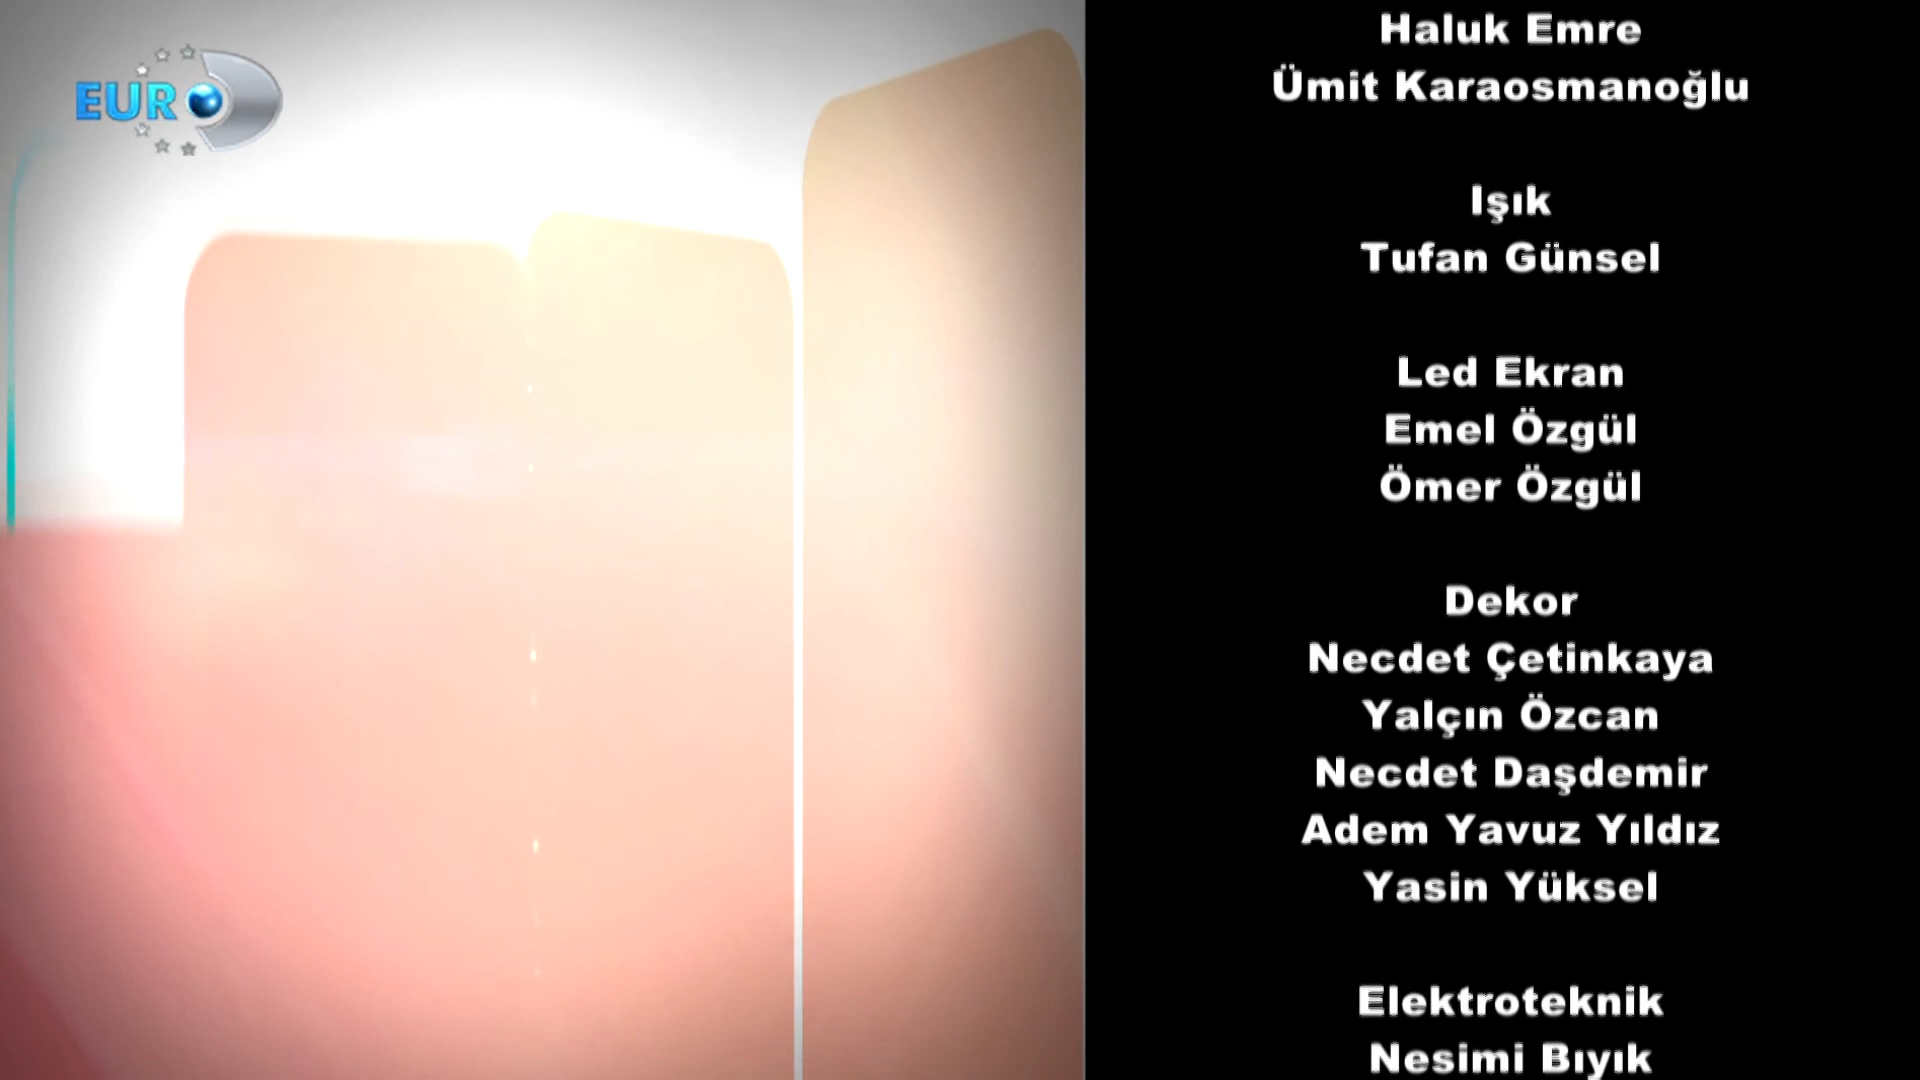 EURO D
Haluk Emre
Ümit Karaosmanoğlu
Işık
Tufan Günsel
Led Ekran
Emel Özgül
Ömer Özgül
Dekor
Necdet Çetinkaya
Yalçın Özcan
Necdet Daşdemir
Adem Yavuz Yıldız
Yasin Yüksel
Elektroteknik
Nesimi Bıyık